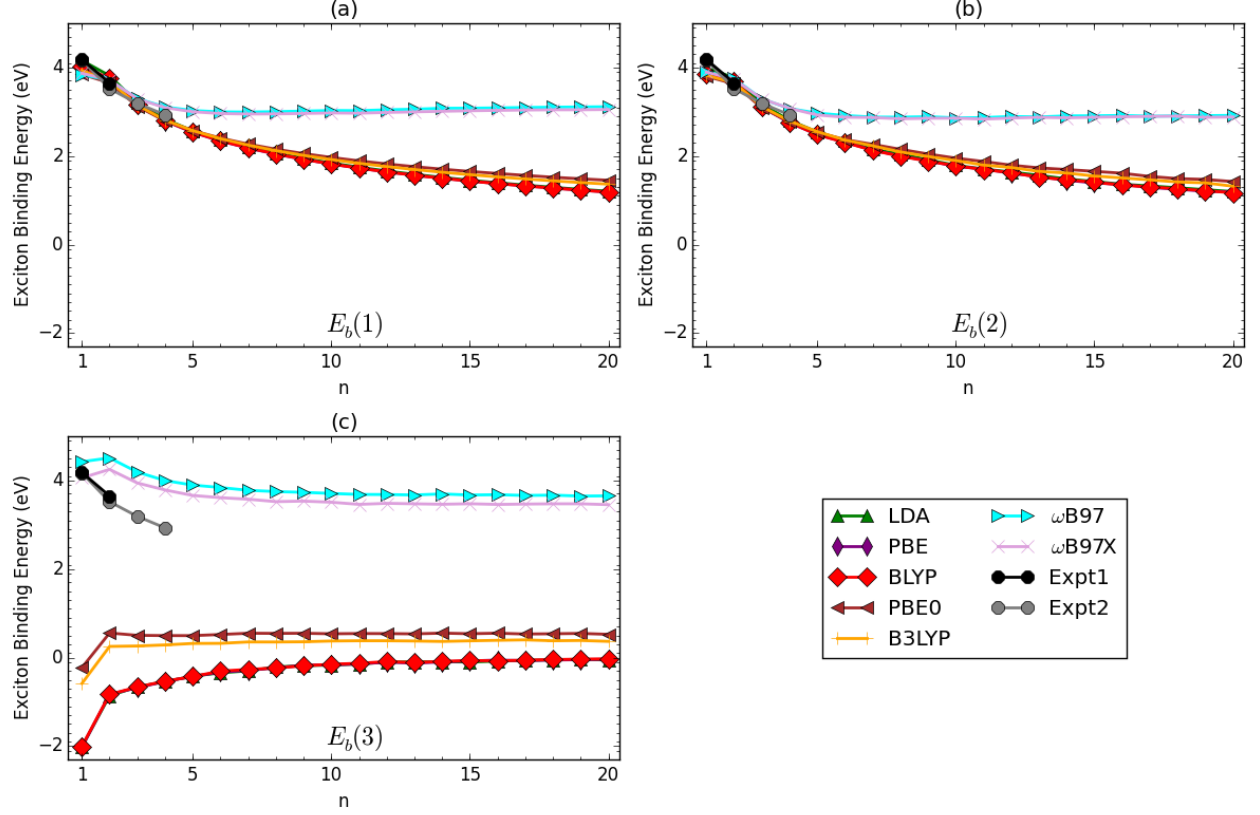 (a)
Exciton Binding Energy (eV)
4
2
0
−2
E_b(1)
1 5 10 15 20
n
(b)
Exciton Binding Energy (eV)
4
2
0
−2
E_b(2)
1 5 10 15 20
n
(c)
Exciton Binding Energy (eV)
4
2
0
−2
E_b(3)
1 5 10 15 20
n
LDA
PBE
BLYP
PBE0
B3LYP
ωB97
ωB97X
Expt1
Expt2